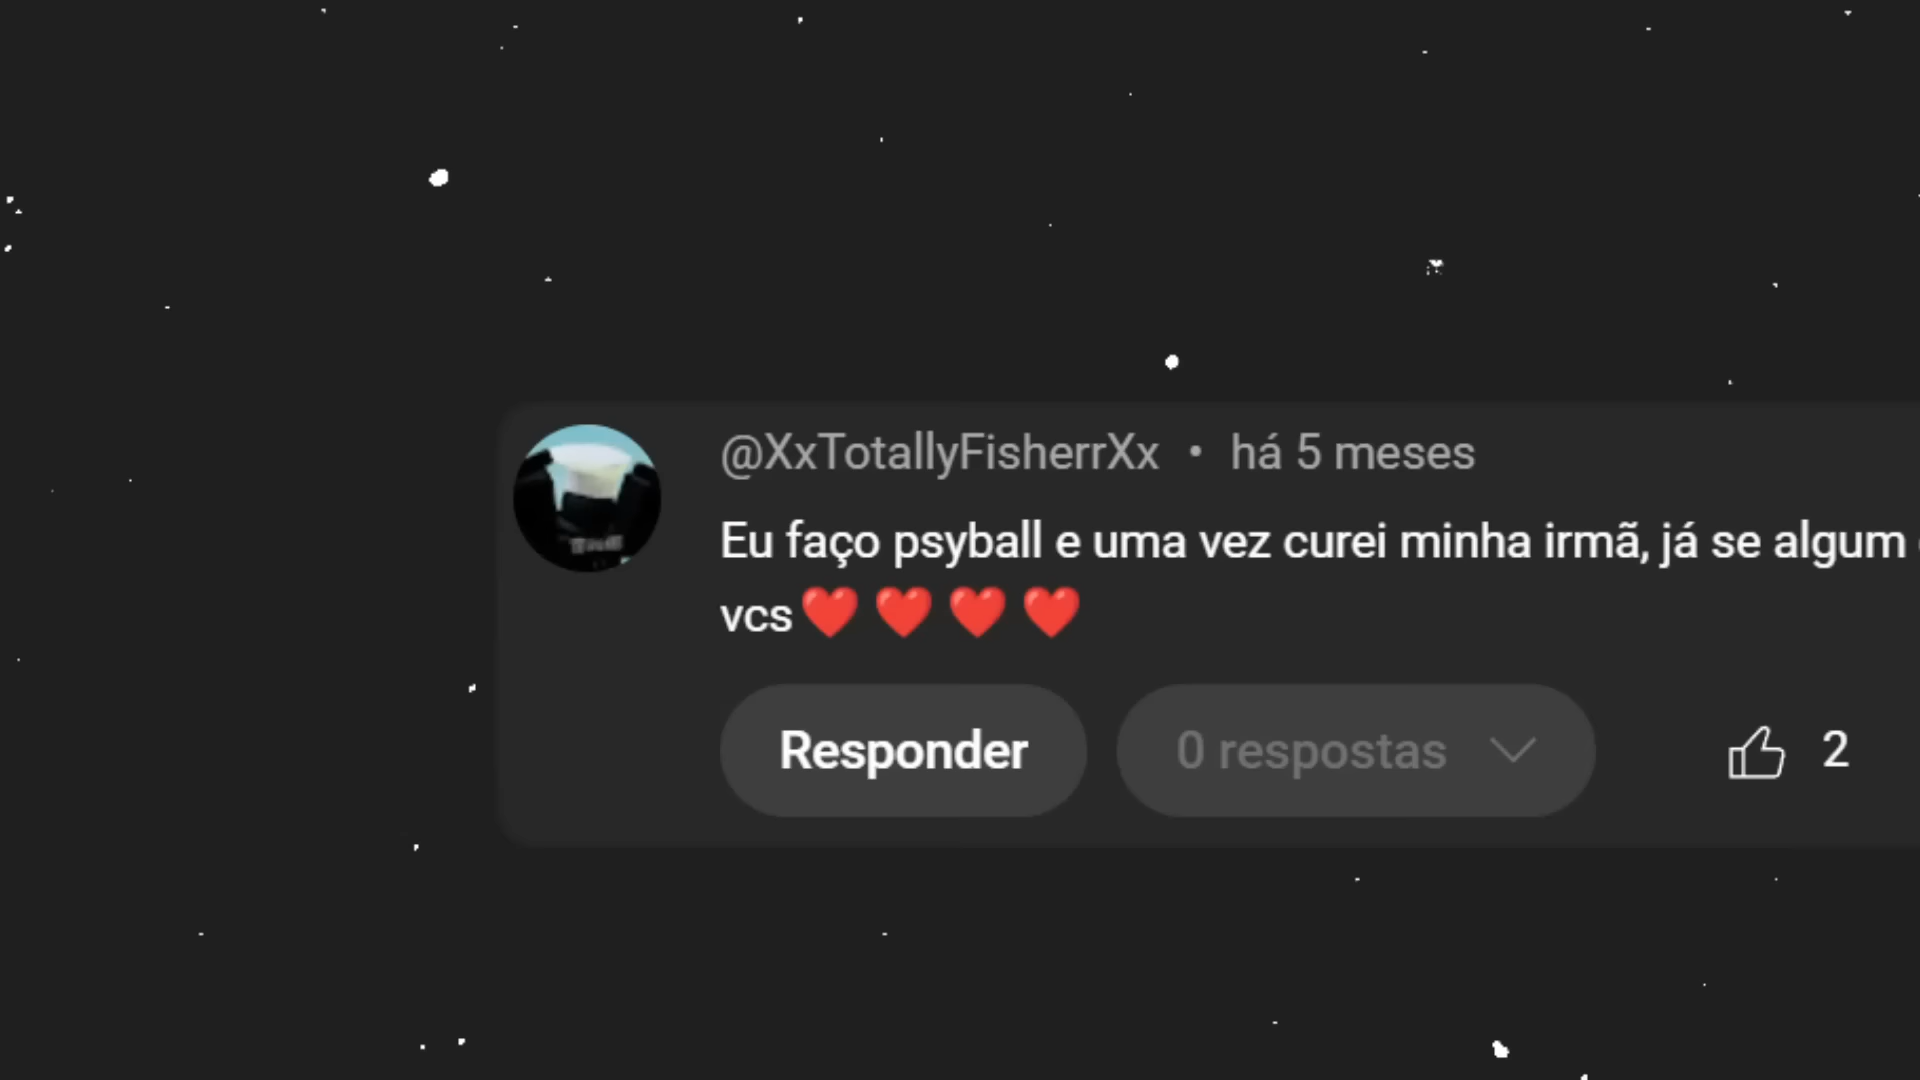 @XxTotallyFisherrXx • há 5 meses
Eu faço psyball e uma vez curei minha irmã, já se algum
vcs❤️❤️❤️❤️
Responder
0 respostas
2